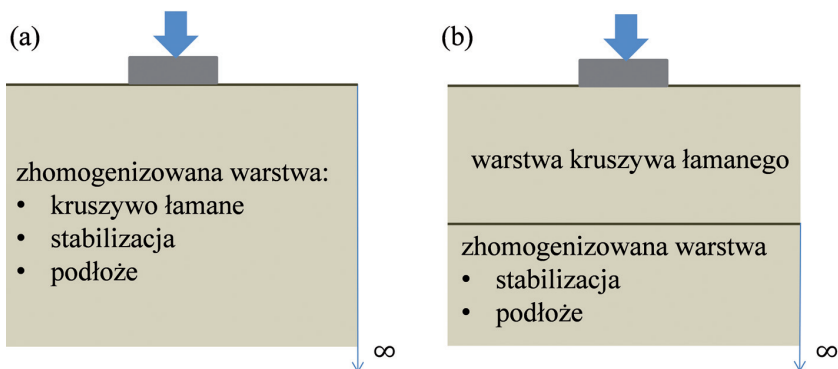 (a)
zhomogenizowana warstwa:
• kruszywo łamane
• stabilizacja
• podłoże
∞
(b)
warstwa kruszywa łamanego
zhomogenizowana warstwa
• stabilizacja
• podłoże
∞